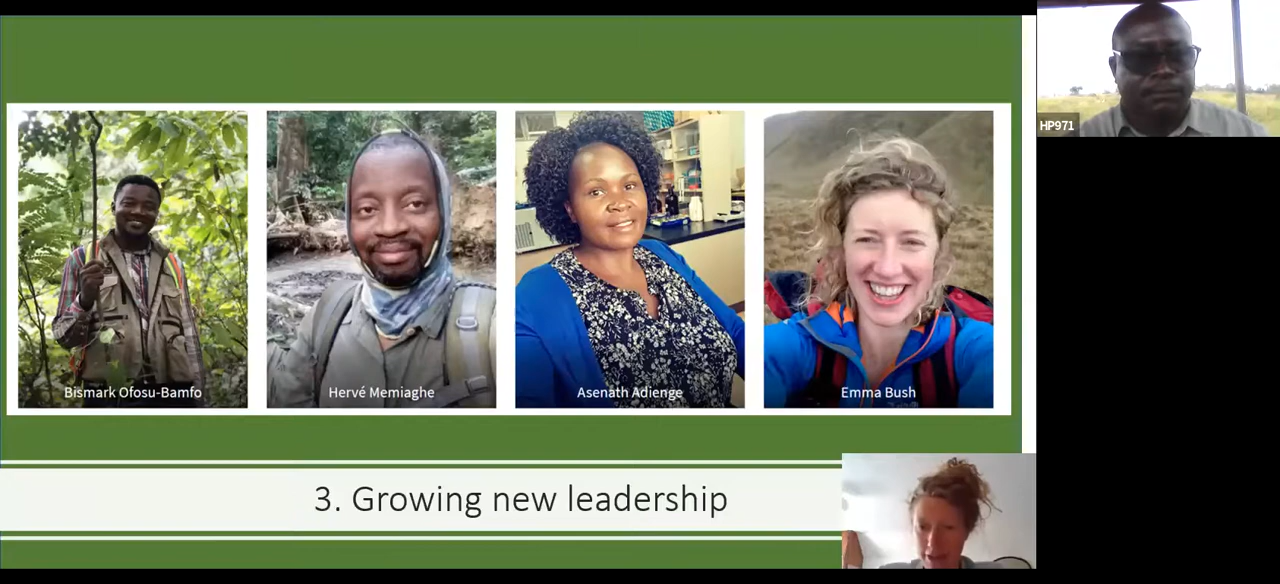 HP971
Bismark Ofosu-Bamfo
Hervé Memiaghe
Asenath Adienge
Emma Bush
3. Growing new leadership